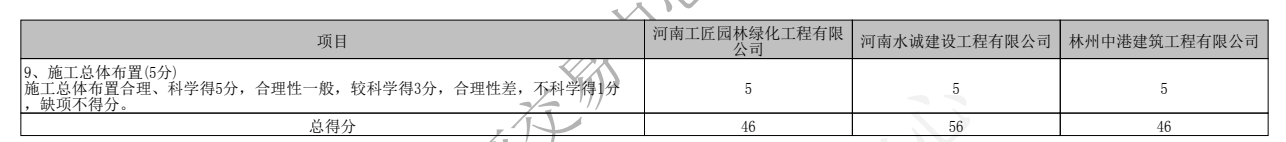 项目 河南工匠园林绿化工程有限公司 河南水诚建设工程有限公司 林州中港建筑工程有限公司
9、施工总体布置(5分)
施工总体布置合理、科学得5分，合理性一般，较科学得3分，合理性差，不科学得1分
，缺项不得分。
5 5 5
总得分 46 56 46
交易
心